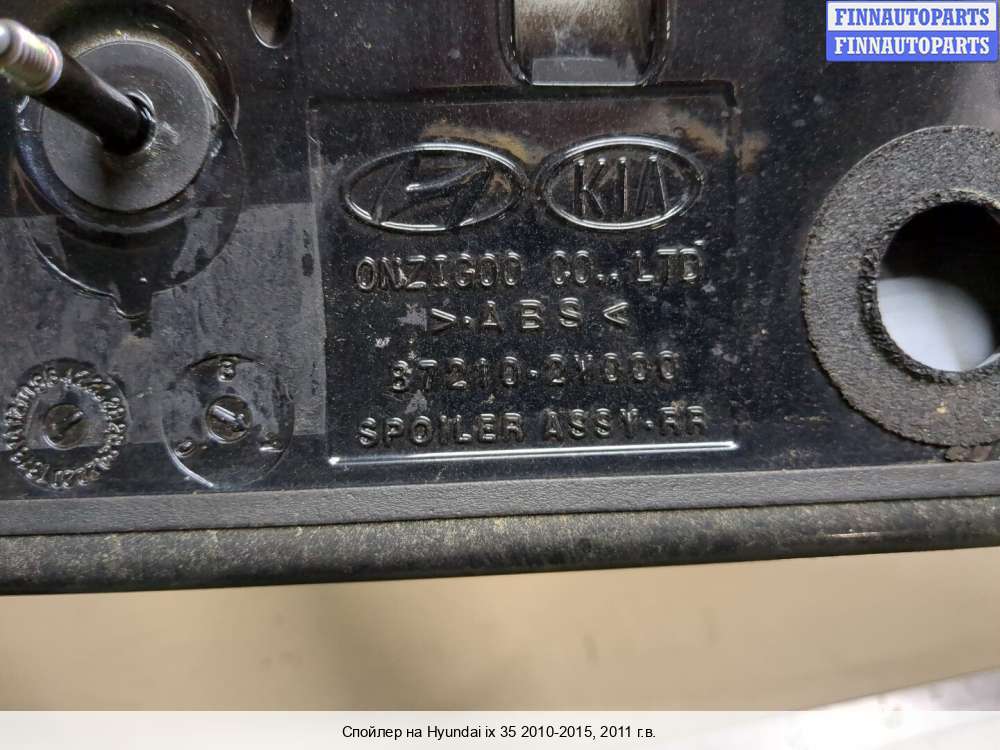 FINNAUTOPARTS
FINNAUTOPARTS
KIA
ONZIGOO CO., LTD
>·ABS<
87210-2Y000
SPOILER ASSY-RR
Спойлер на Hyundai ix 35 2010-2015, 2011 г.в.